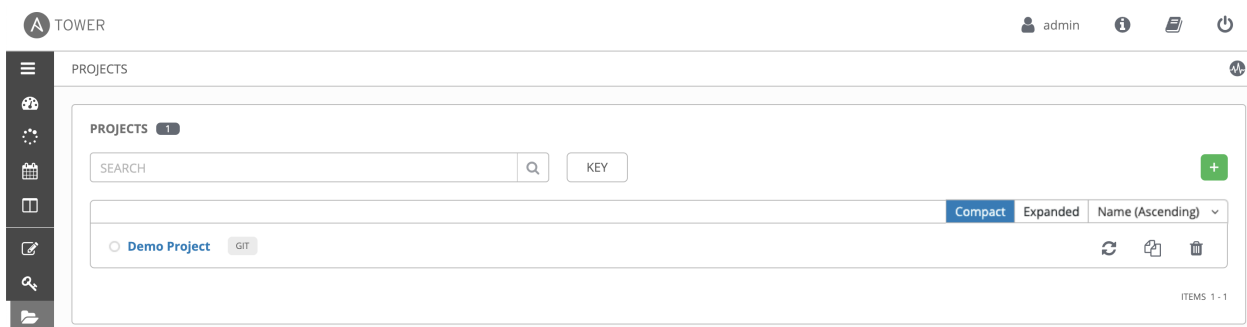 A TOWER admin
PROJECTS
PROJECTS 1
SEARCH KEY +
Compact Expanded Name (Ascending)
Demo Project GIT
ITEMS 1 - 1